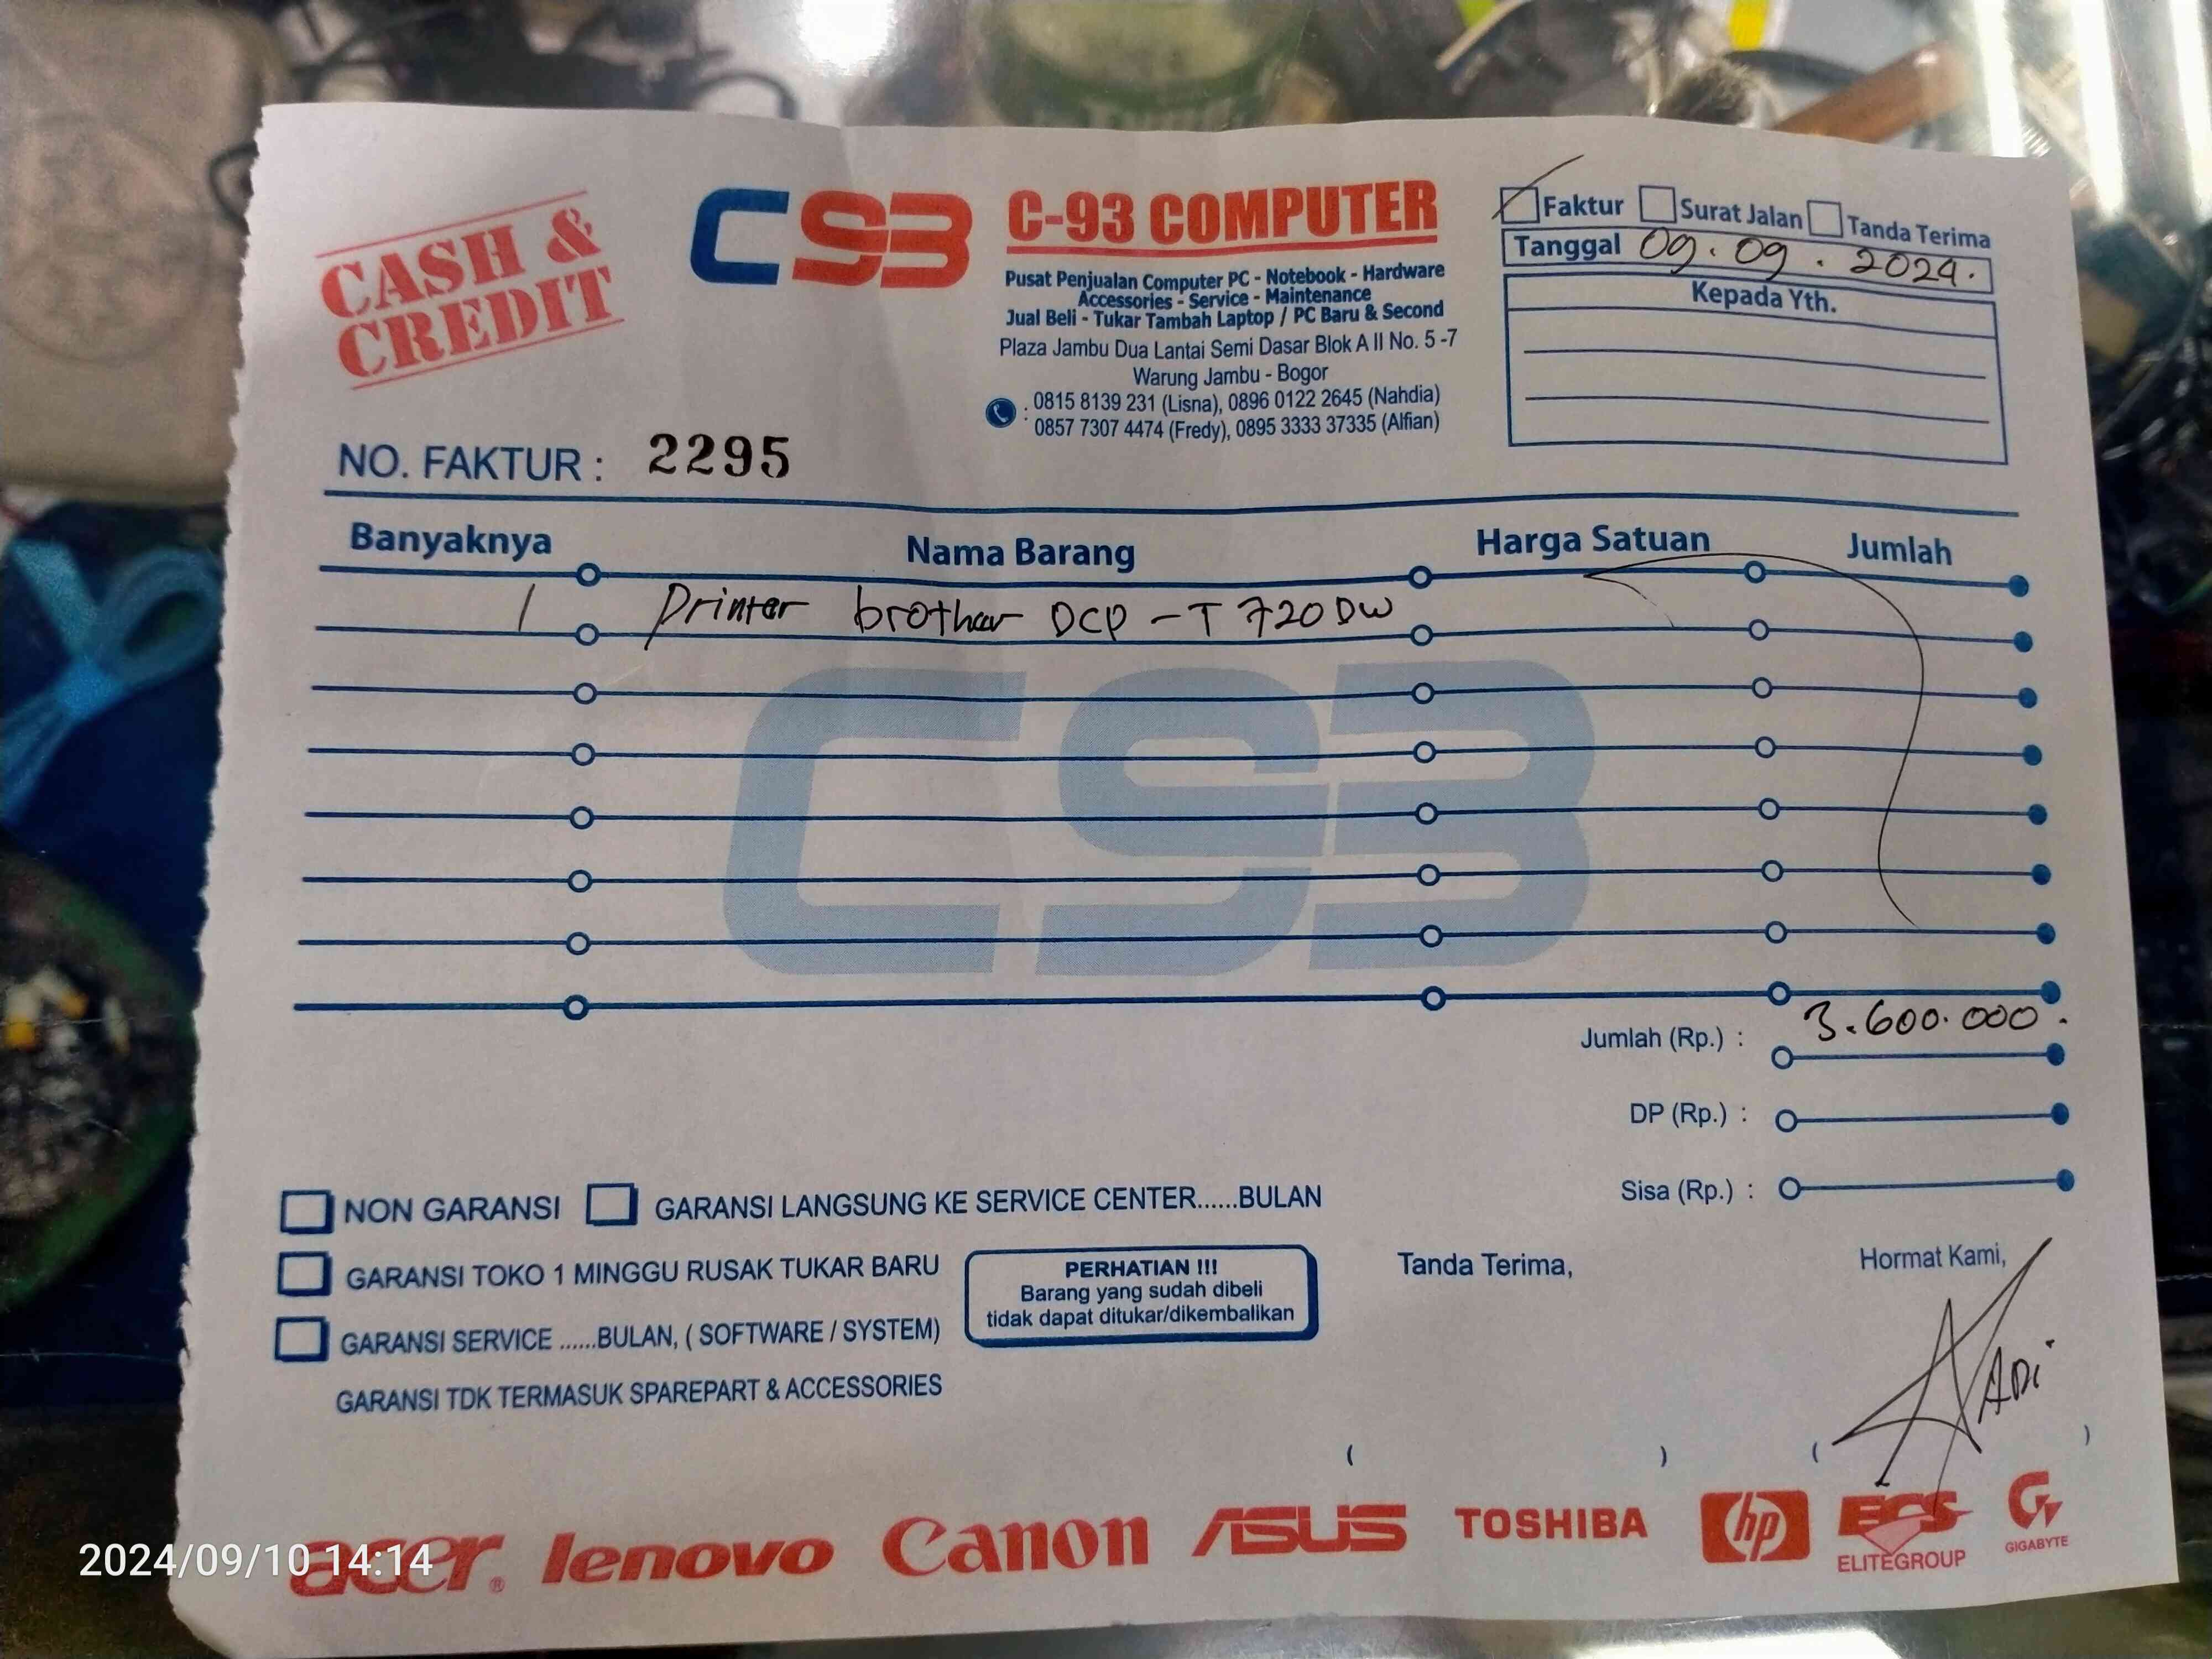 CASH &
CREDIT
C93
C-93 COMPUTER
Pusat Penjualan Computer PC - Notebook - Hardware
Accessories - Service - Maintenance
Jual Beli - Tukar Tambah Laptop / PC Baru & Second
Plaza Jambu Dua Lantai Semi Dasar Blok A II No. 5 -7
Warung Jambu - Bogor
: 0815 8139 231 (Lisna), 0896 0122 2645 (Nahdia)
0857 7307 4474 (Fredy), 0895 3333 37335 (Alfian)
Faktur Surat Jalan Tanda Terima
Tanggal 09.09.2024.
Kepada Yth.
NO. FAKTUR : 2295
Banyaknya Nama Barang Harga Satuan Jumlah
1 Printer brother DCP-T720DW
C93
Jumlah (Rp.) : 3.600.000.
DP (Rp.) :
Sisa (Rp.) :
NON GARANSI GARANSI LANGSUNG KE SERVICE CENTER......BULAN
GARANSI TOKO 1 MINGGU RUSAK TUKAR BARU
GARANSI SERVICE ......BULAN, ( SOFTWARE / SYSTEM)
GARANSI TDK TERMASUK SPAREPART & ACCESSORIES
PERHATIAN !!!
Barang yang sudah dibeli
tidak dapat ditukar/dikembalikan
Tanda Terima, Hormat Kami,
ADi
( ) ( )
acer lenovo Canon ASUS TOSHIBA hp ECS
ELITEGROUP GIGABYTE
2024/09/10 14:14